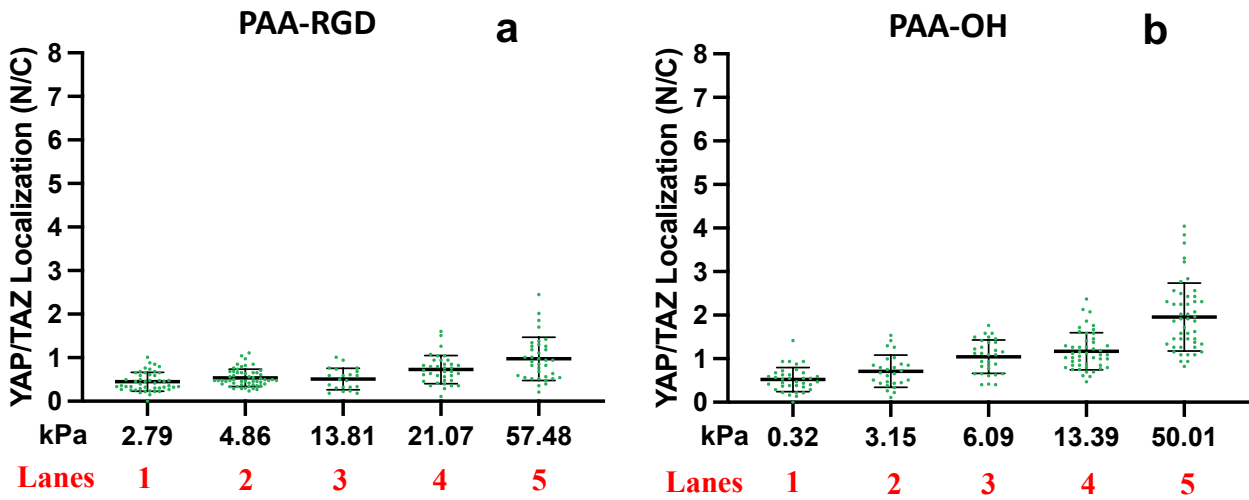 PAA-RGD
a
YAP/TAZ Localization (N/C)
8
7
6
5
4
3
2
1
0
kPa 2.79 4.86 13.81 21.07 57.48
Lanes 1 2 3 4 5
PAA-OH
b
YAP/TAZ Localization (N/C)
8
7
6
5
4
3
2
1
0
kPa 0.32 3.15 6.09 13.39 50.01
Lanes 1 2 3 4 5